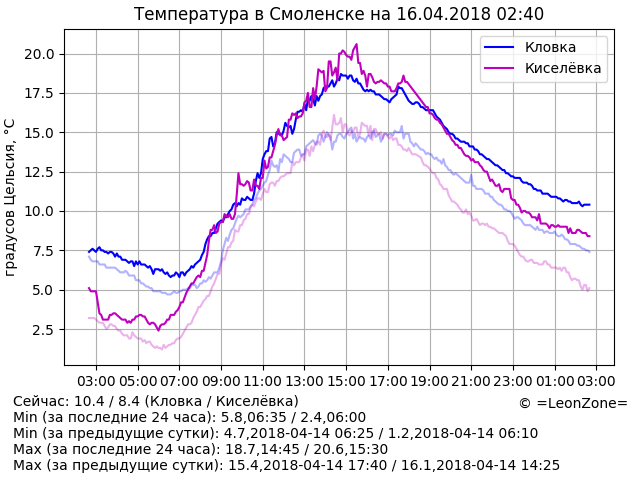 Температура в Смоленске на 16.04.2018 02:40
градусов Цельсия, °C
20.0
17.5
15.0
12.5
10.0
7.5
5.0
2.5
Кловка
Киселёвка
03:00 05:00 07:00 09:00 11:00 13:00 15:00 17:00 19:00 21:00 23:00 01:00 03:00
Сейчас: 10.4 / 8.4 (Кловка / Киселёвка)
© =LeonZone=
Min (за последние 24 часа): 5.8,06:35 / 2.4,06:00
Min (за предыдущие сутки): 4.7,2018-04-14 06:25 / 1.2,2018-04-14 06:10
Max (за последние 24 часа): 18.7,14:45 / 20.6,15:30
Max (за предыдущие сутки): 15.4,2018-04-14 17:40 / 16.1,2018-04-14 14:25